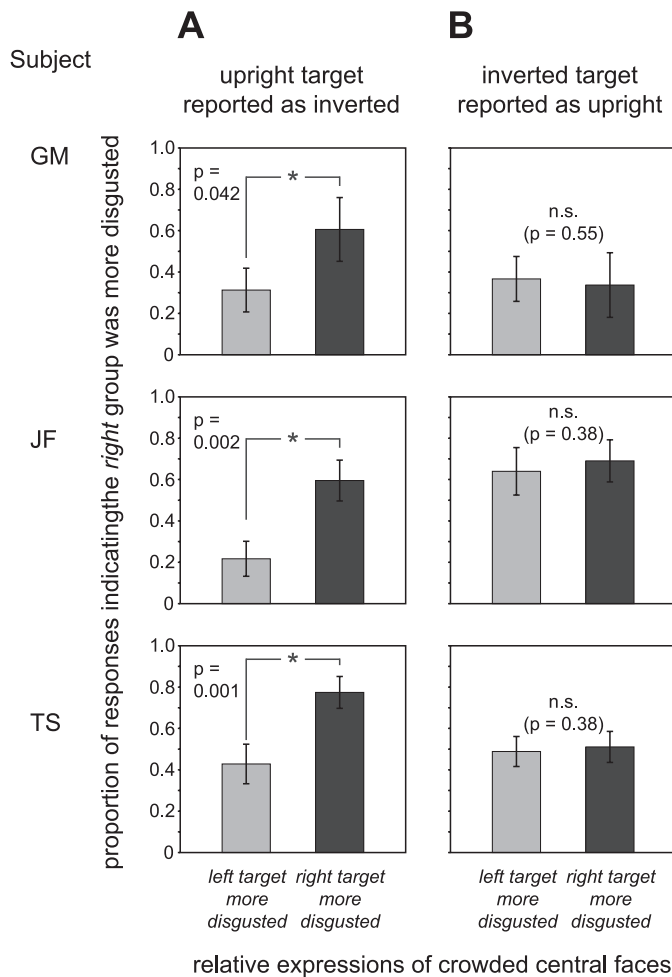 A
B
Subject
upright target
reported as inverted
inverted target
reported as upright
proportion of responses indicatingthe right group was more disgusted
GM
1.0
0.8
0.6
0.4
0.2
0
p =
0.042
*
n.s.
(p = 0.55)
JF
1.0
0.8
0.6
0.4
0.2
0
p =
0.002
*
n.s.
(p = 0.38)
TS
1.0
0.8
0.6
0.4
0.2
0
p =
0.001
*
n.s.
(p = 0.38)
left target
more
disgusted
right target
more
disgusted
left target
more
disgusted
right target
more
disgusted
relative expressions of crowded central faces